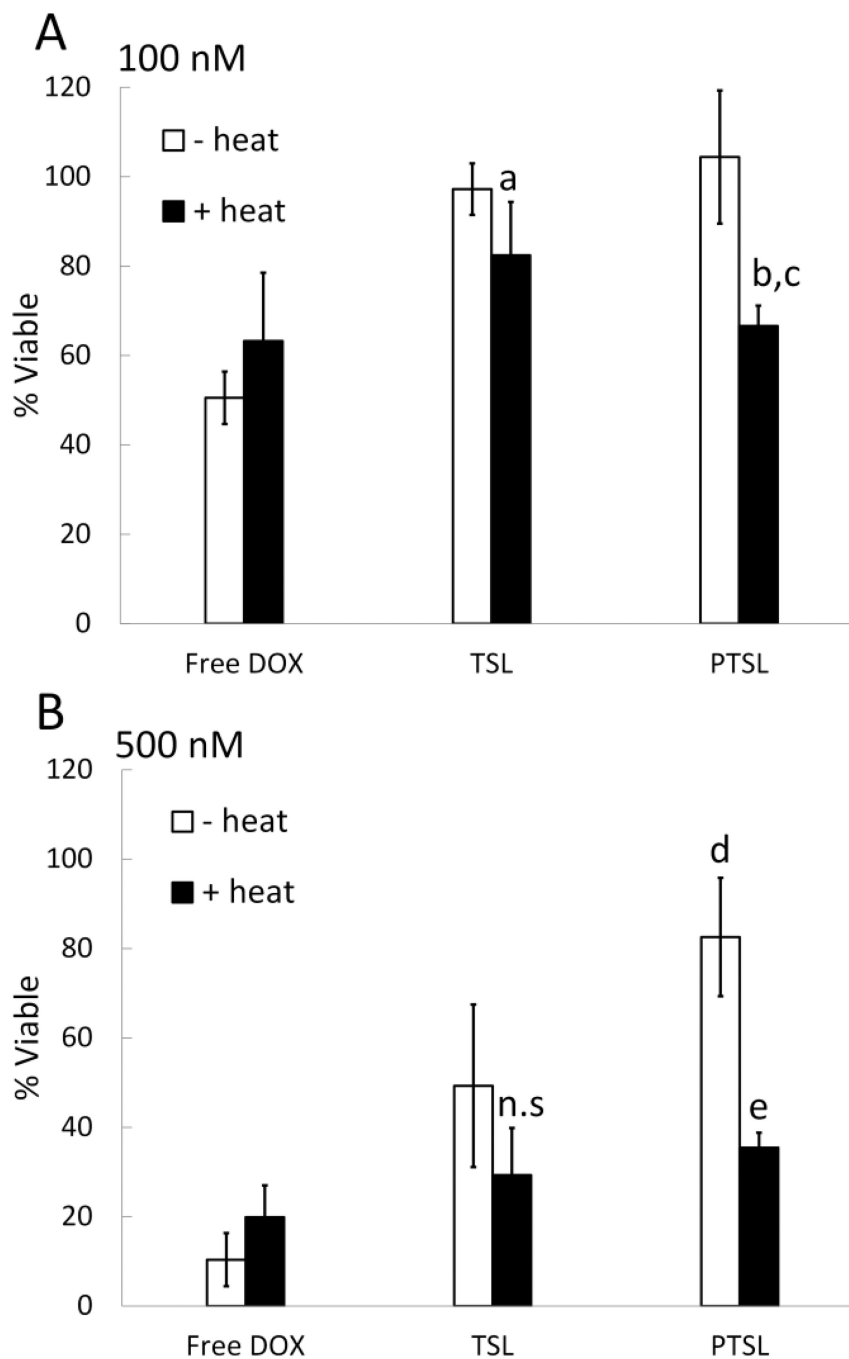 A
100 nM
120
- heat
100
a
+ heat
80
b,c
60
40
20
0
% Viable
Free DOX TSL PTSL
B
500 nM
120
- heat
100
d
+ heat
80
60
n.s
e
40
20
0
% Viable
Free DOX TSL PTSL